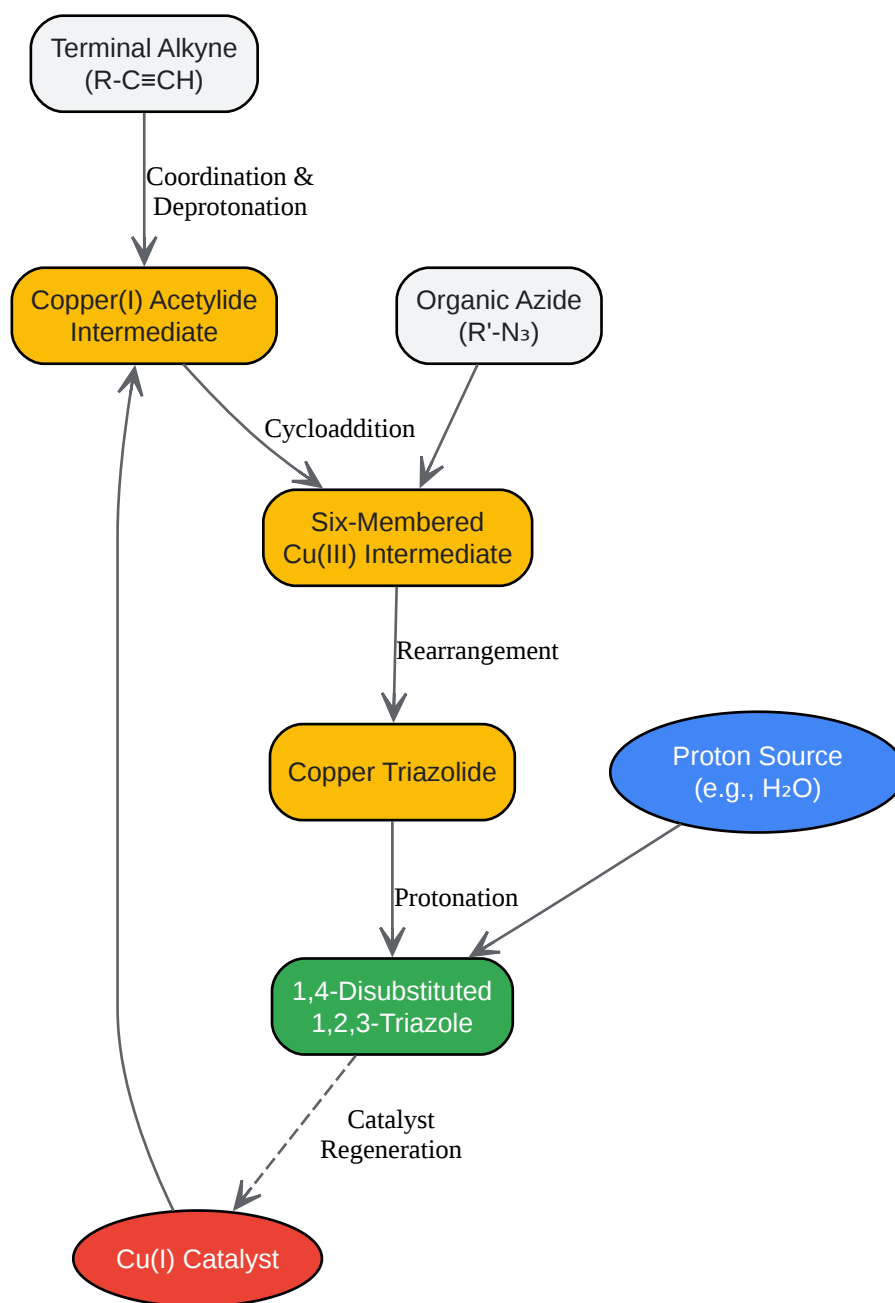 Terminal Alkyne
(R-C≡CH)
Coordination &
Deprotonation
Copper(I) Acetylide
Intermediate
Organic Azide
(R'-N₃)
Cycloaddition
Six-Membered
Cu(III) Intermediate
Rearrangement
Copper Triazolide
Proton Source
(e.g., H₂O)
Protonation
1,4-Disubstituted
1,2,3-Triazole
Catalyst
Regeneration
Cu(I) Catalyst